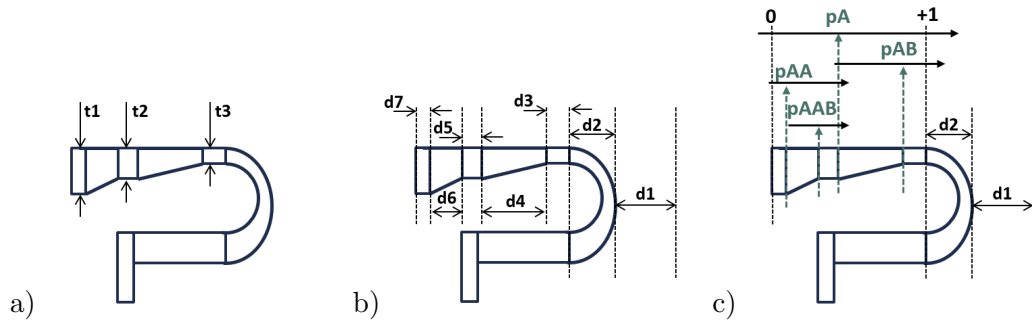 t1 t2 t3
a)
d7 d3
d5 d2
d6 d4 d1
b)
0 pA +1
pAB
pAA
pAAB
d2
d1
c)